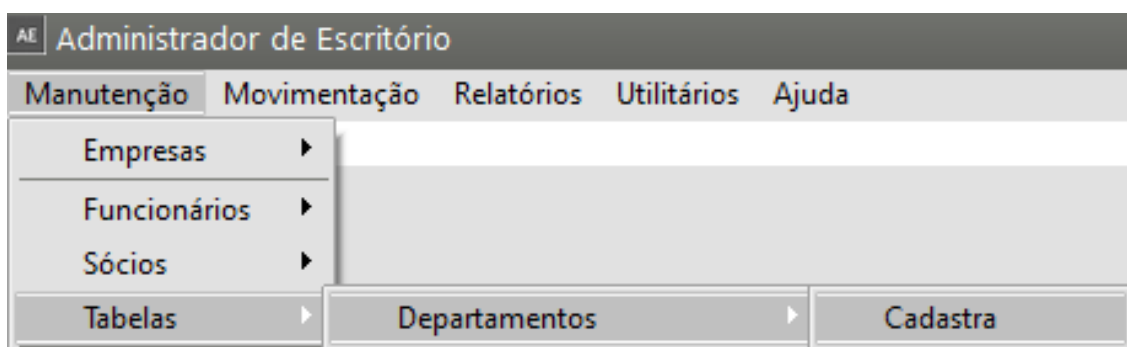 AE Administrador de Escritório
Manutenção Movimentação Relatórios Utilitários Ajuda
Empresas
Funcionários
Sócios
Tabelas Departamentos Cadastra